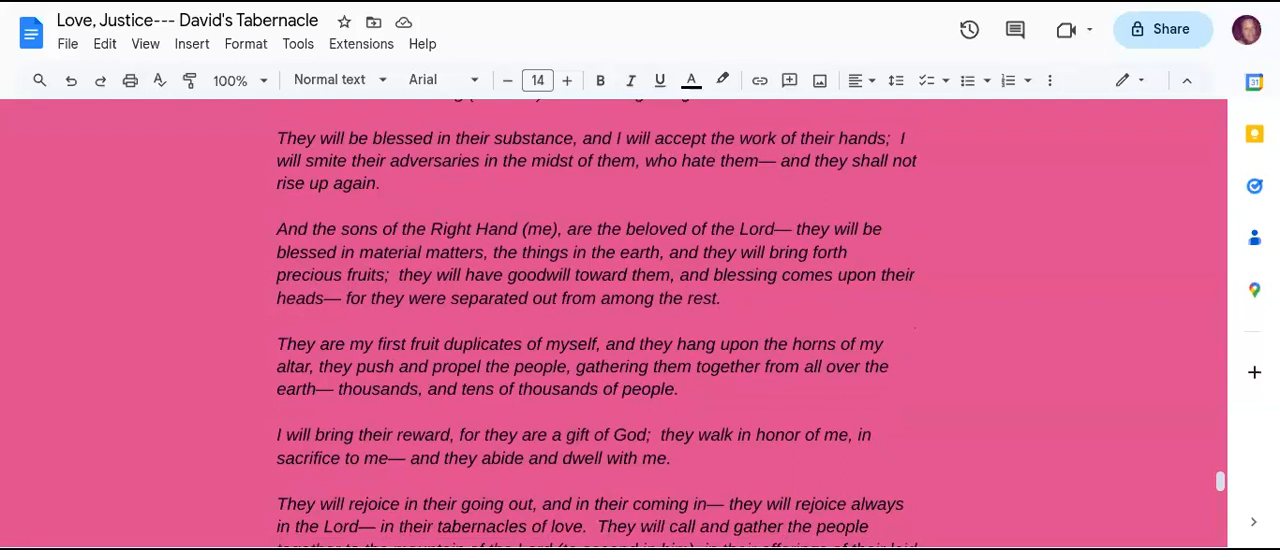 Love, Justice--- David's Tabernacle
File Edit View Insert Format Tools Extensions Help
Share
100% Normal text Arial 14
They will be blessed in their substance, and I will accept the work of their hands;  I
will smite their adversaries in the midst of them, who hate them— and they shall not
rise up again.
And the sons of the Right Hand (me), are the beloved of the Lord— they will be
blessed in material matters, the things in the earth, and they will bring forth
precious fruits;  they will have goodwill toward them, and blessing comes upon their
heads— for they were separated out from among the rest.
They are my first fruit duplicates of myself, and they hang upon the horns of my
altar, they push and propel the people, gathering them together from all over the
earth— thousands, and tens of thousands of people.
I will bring their reward, for they are a gift of God;  they walk in honor of me, in
sacrifice to me— and they abide and dwell with me.
They will rejoice in their going out, and in their coming in— they will rejoice always
in the Lord— in their tabernacles of love.  They will call and gather the people